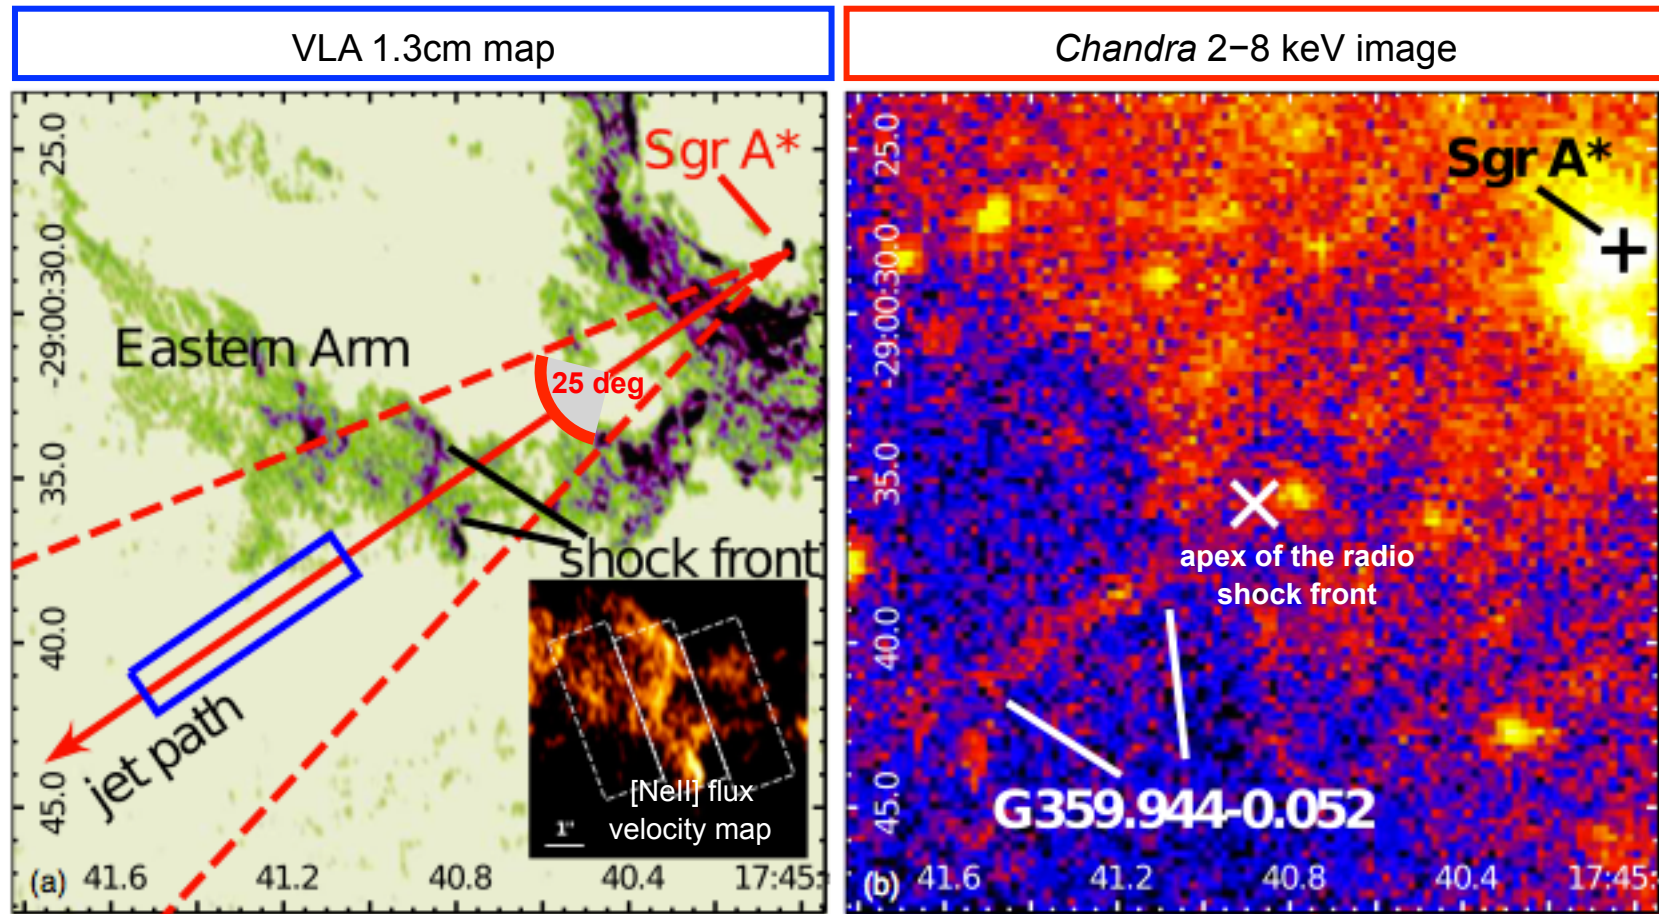 VLA 1.3cm map
Chandra 2−8 keV image
25.0
-29:00:30.0
35.0
40.0
45.0
Sgr A*
Eastern Arm
25 deg
shock front
jet path
[NeII] flux
velocity map
1"
(a) 41.6 41.2 40.8 40.4 17:45:
25.0
-29:00:30.0
35.0
40.0
45.0
Sgr A*
apex of the radio
shock front
G359.944-0.052
(b) 41.6 41.2 40.8 40.4 17:45: